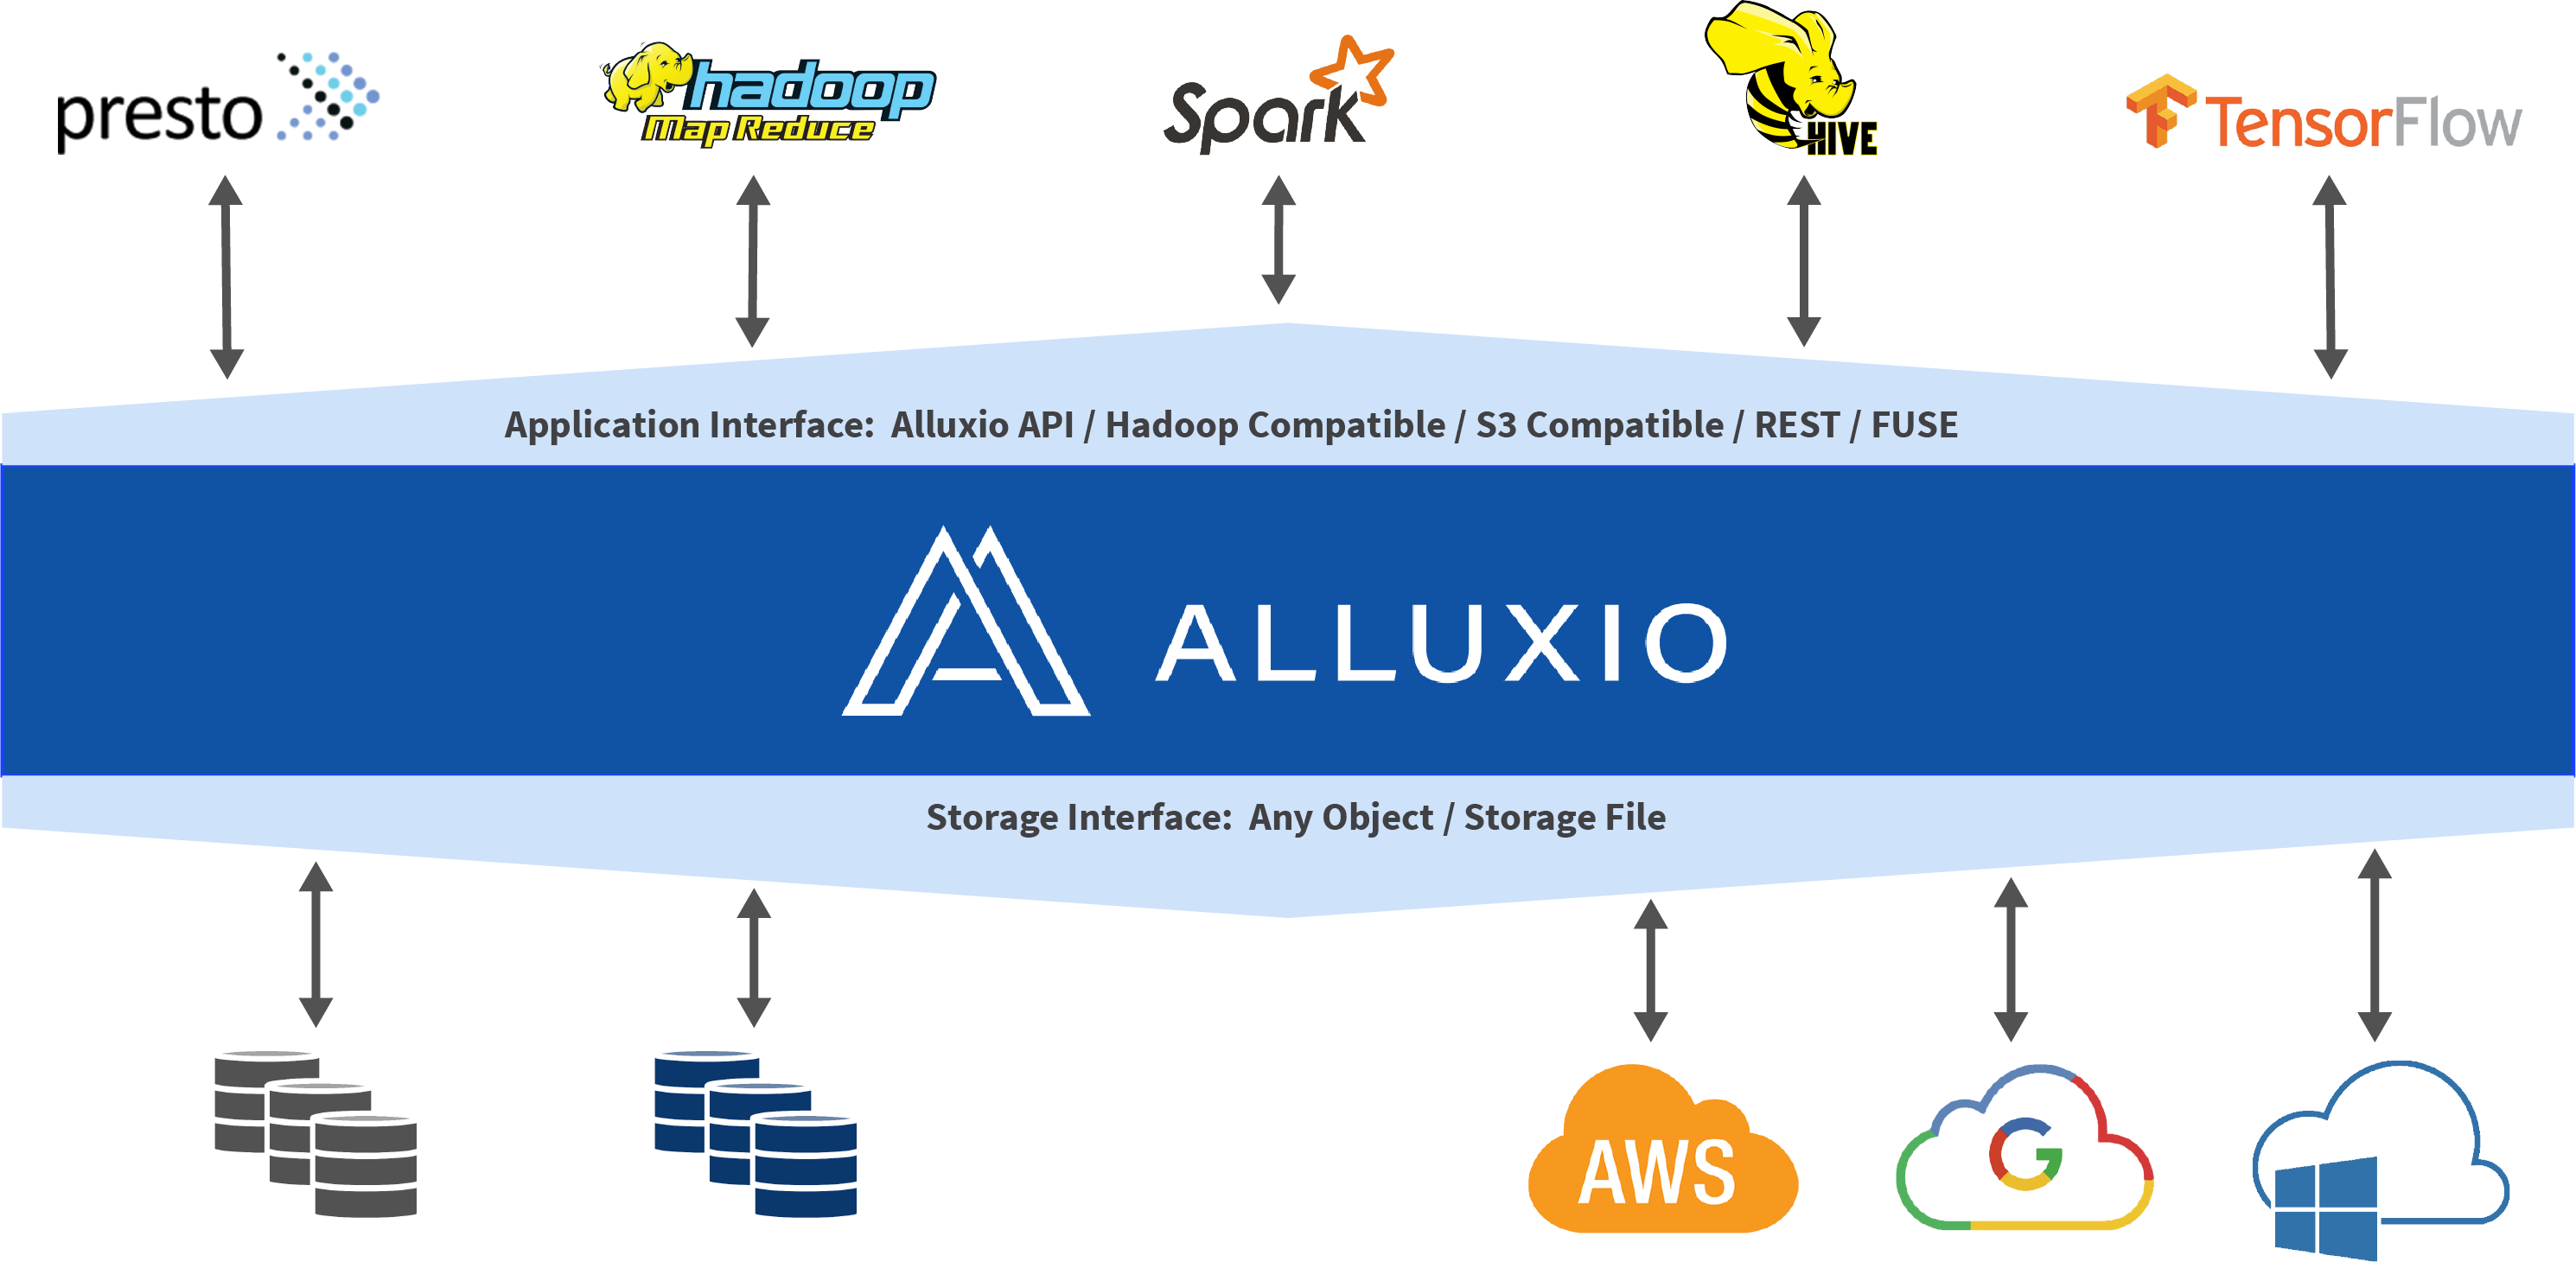 presto
hadoop
Map Reduce
Spark
HIVE
TensorFlow
Application Interface: Alluxio API / Hadoop Compatible / S3 Compatible / REST / FUSE
ALLUXIO
Storage Interface: Any Object / Storage File
AWS
G